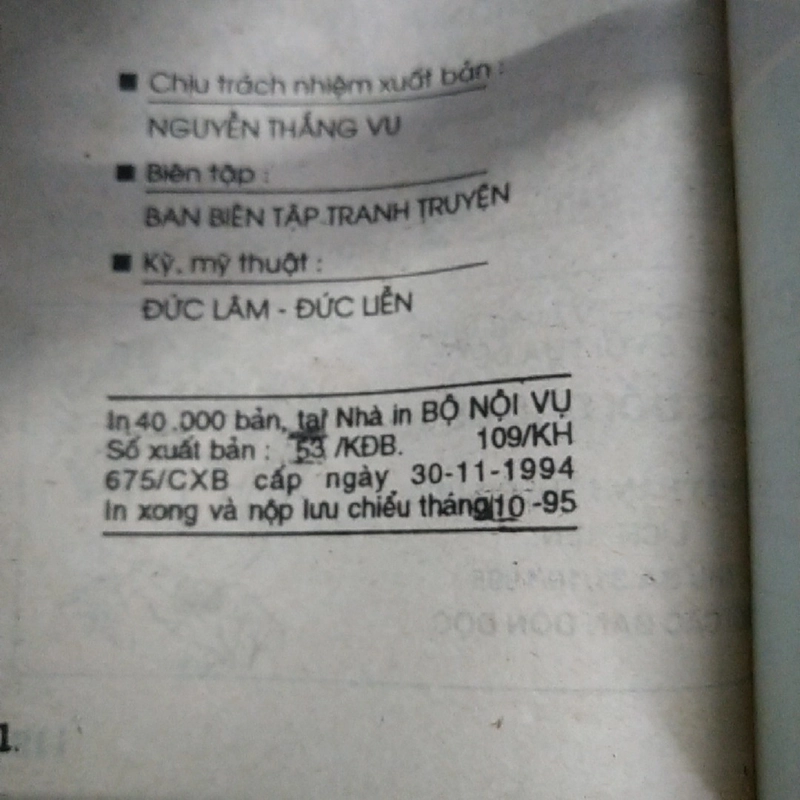 ■ Chịu trách nhiệm xuất bản :
NGUYỄN THẮNG VU
■ Biên tập :
BAN BIÊN TẬP TRANH TRUYỆN
■ Kỹ, mỹ thuật :
ĐỨC LÂM - ĐỨC LIỄN
In 40.000 bản, tại Nhà in BỘ NỘI VỤ
Số xuất bản : 53 /KĐB. 109/KH
675/CXB cấp ngày 30-11-1994
In xong và nộp lưu chiểu tháng 10 -95
1.